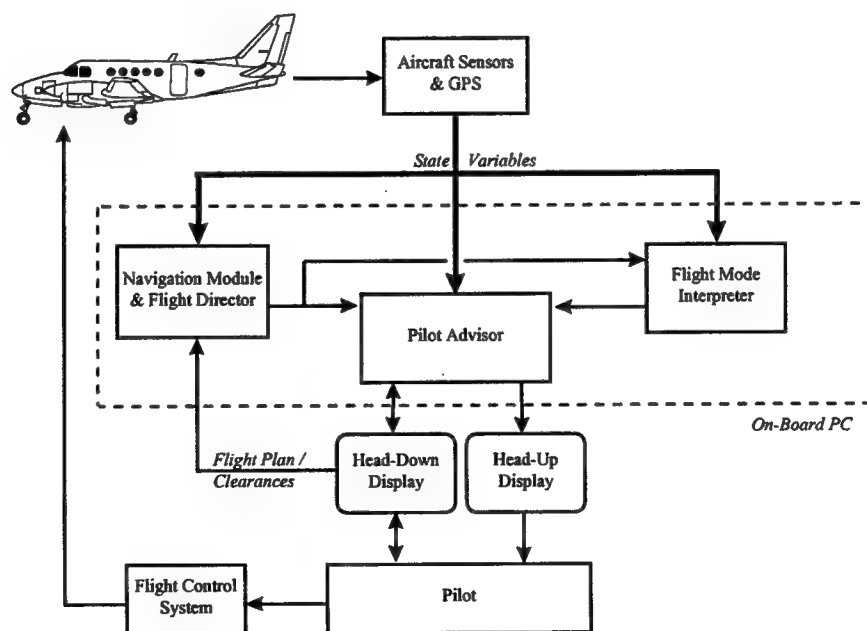 Aircraft Sensors
& GPS
State Variables
Navigation Module
& Flight Director
Flight Mode
Interpreter
Pilot Advisor
On-Board PC
Flight Plan /
Clearances
Head-Down
Display
Head-Up
Display
Flight Control
System
Pilot